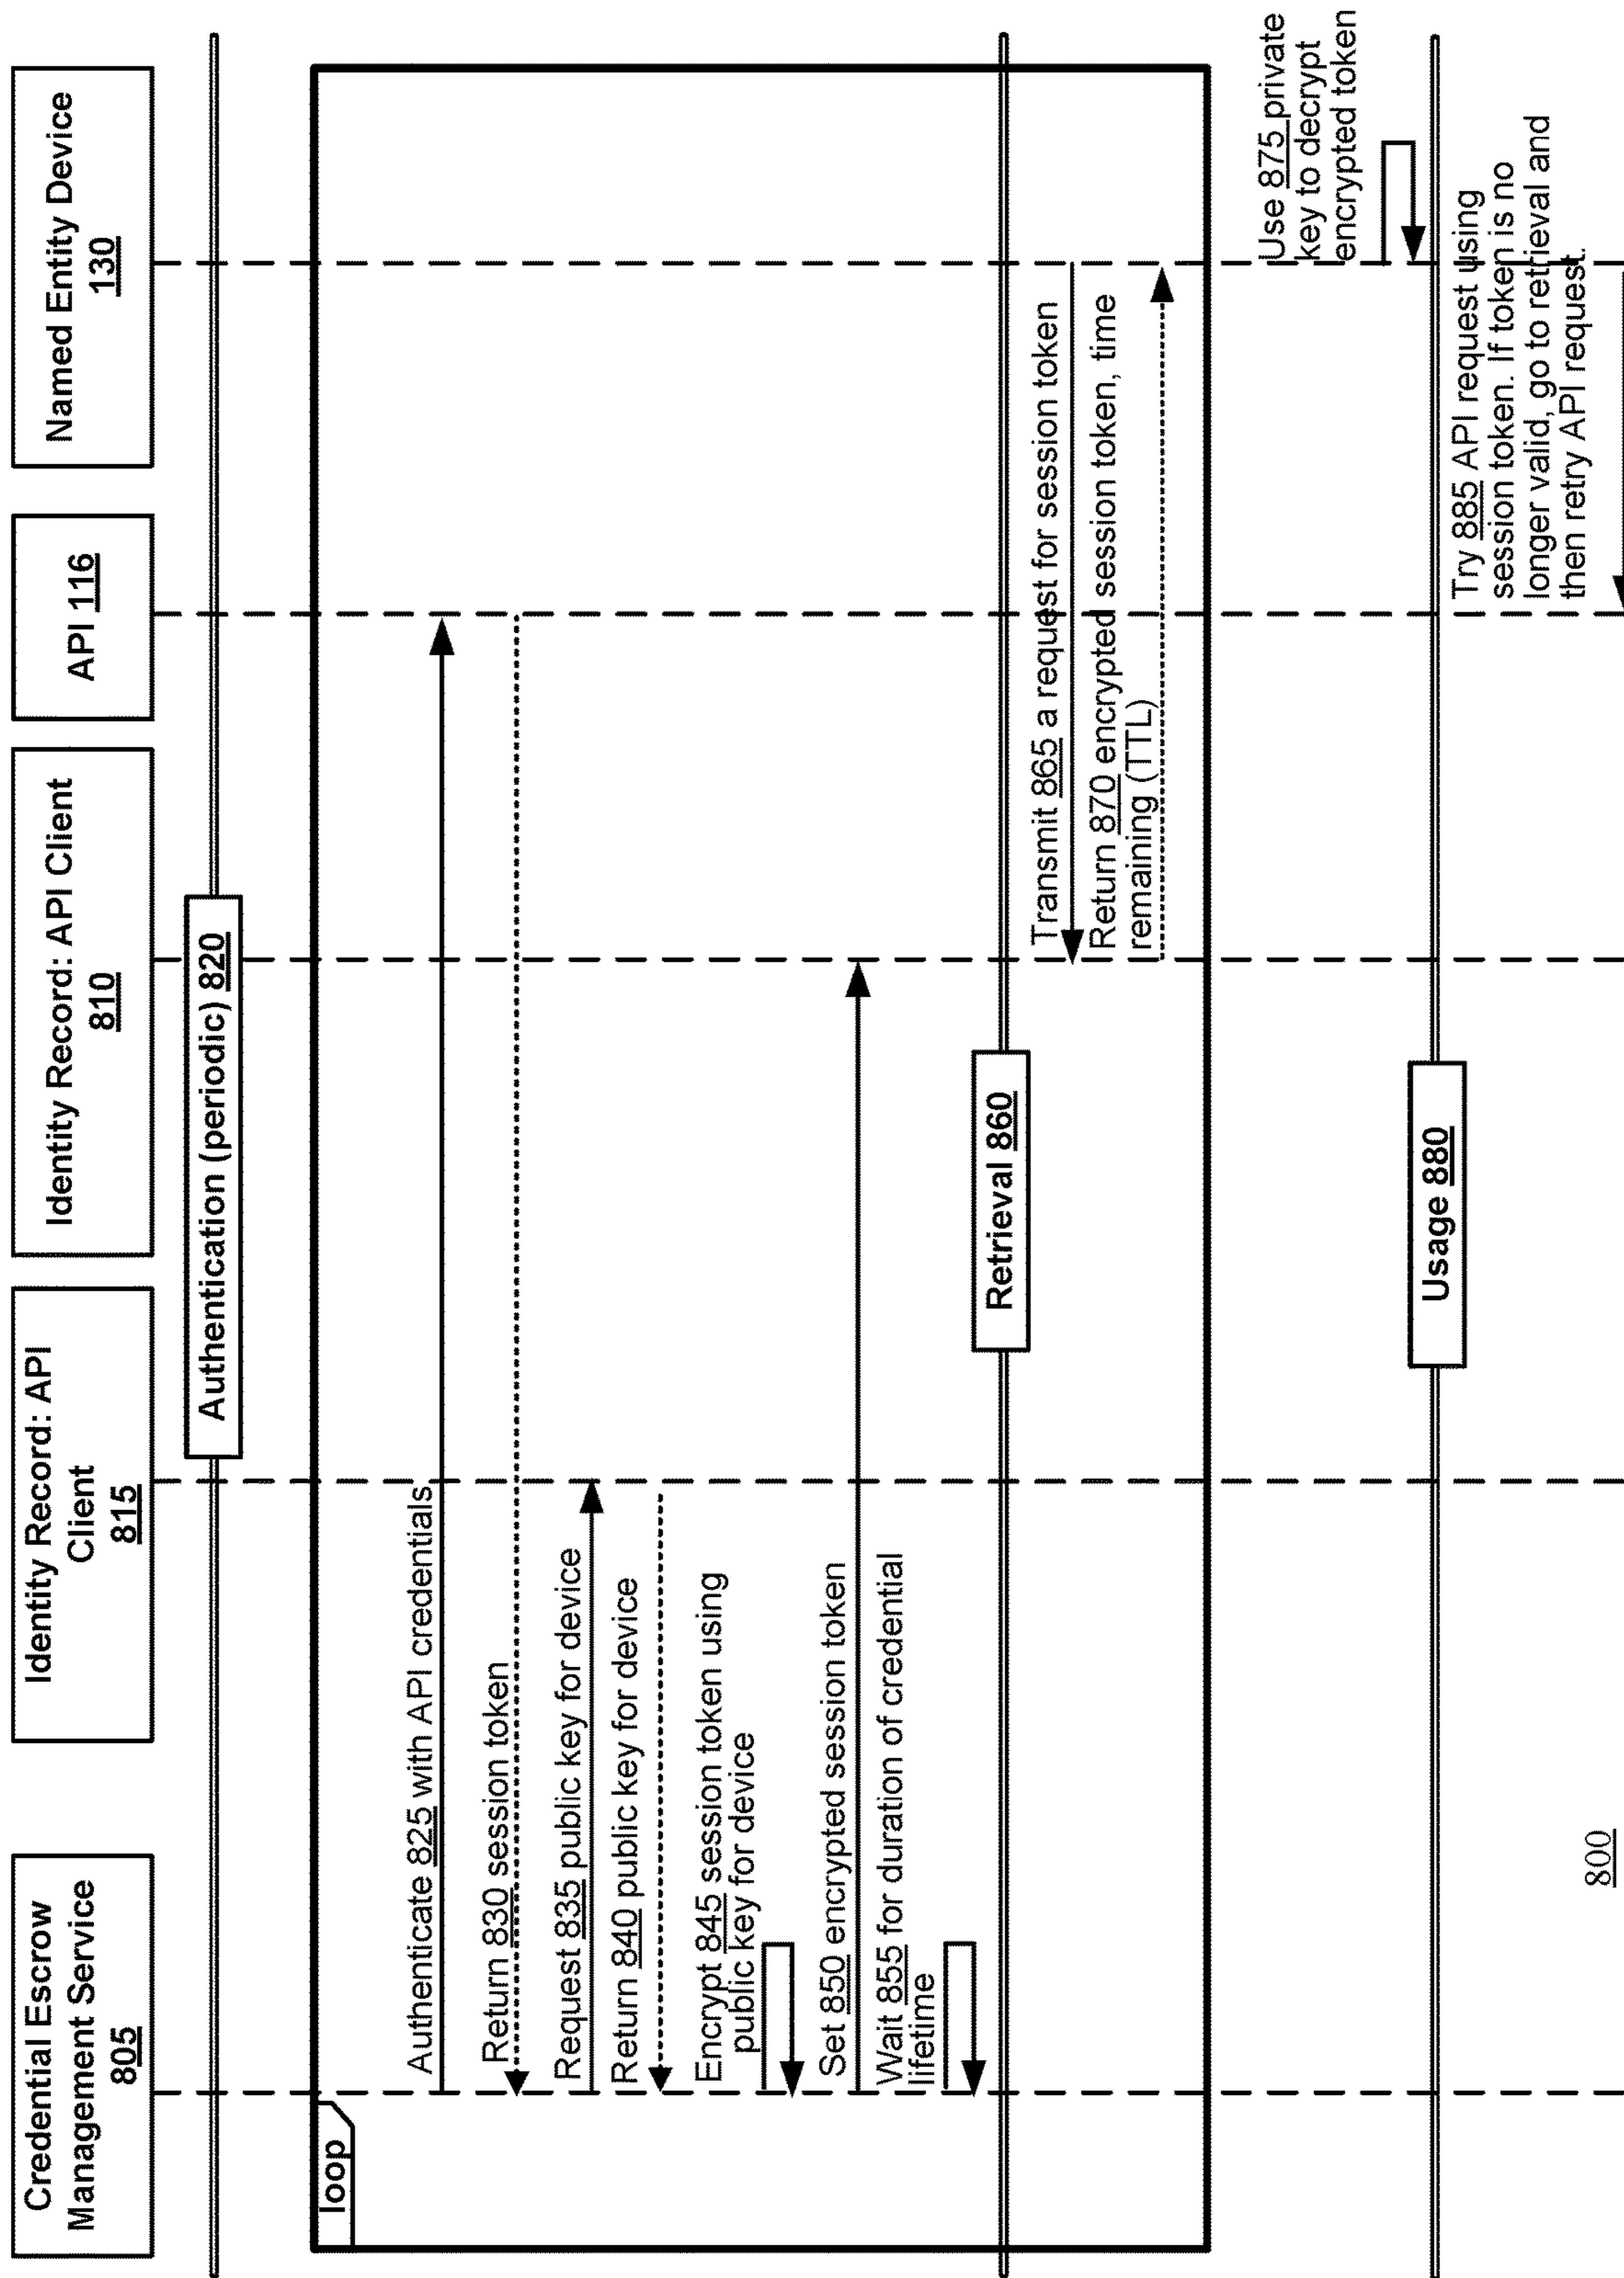 Credential Escrow
Management Service
805
Identity Record: API
Client
815
Identity Record: API Client
810
API 116
Named Entity Device
130
Authentication (periodic) 820
loop
Authenticate 825 with API credentials
Return 830 session token
Request 835 public key for device
Return 840 public key for device
Encrypt 845 session token using
public key for device
Set 850 encrypted session token
Wait 855 for duration of credential
lifetime
Retrieval 860
Transmit 865 a request for session token
Return 870 encrypted session token, time
remaining (TTL)
Use 875 private
key to decrypt
encrypted token
Usage 880
Try 885 API request using
session token. If token is no
longer valid, go to retrieval and
then retry API request.
800